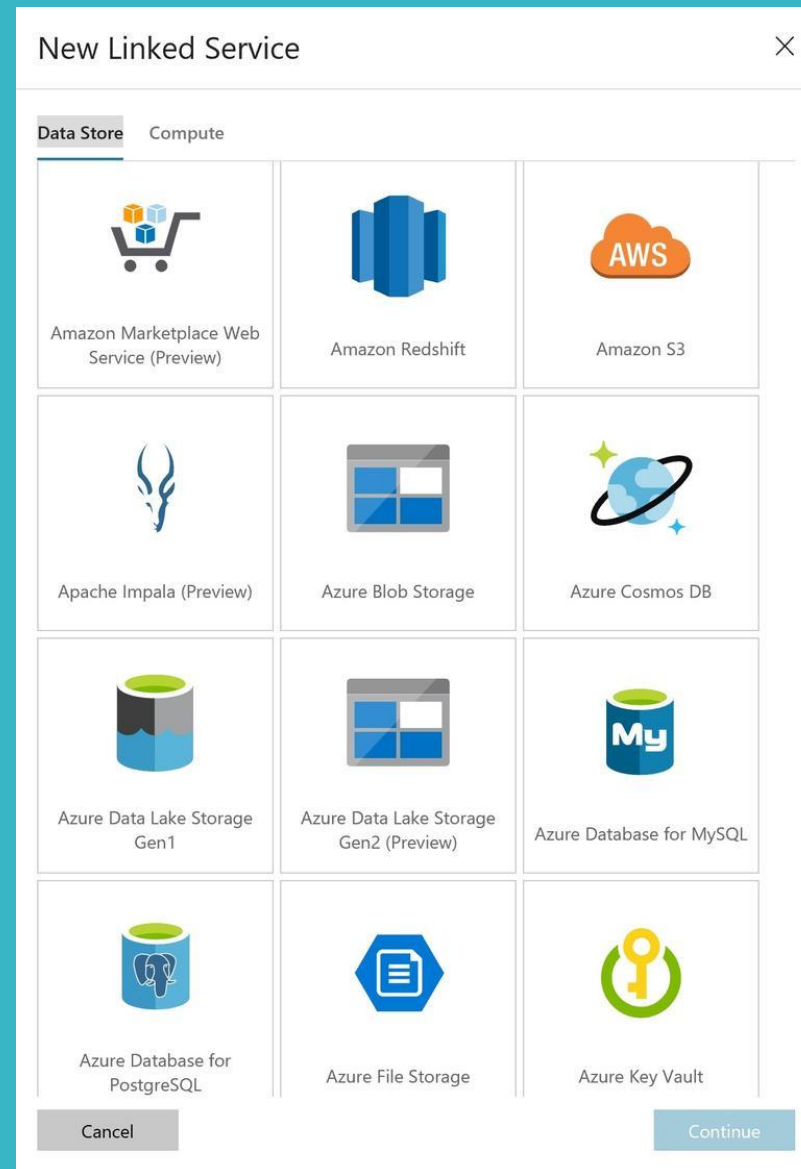 New Linked Service
Data Store
Compute
Amazon Marketplace Web
Service (Preview)
Amazon Redshift
AWS
Amazon S3
Apache Impala (Preview)
Azure Blob Storage
Azure Cosmos DB
Azure Data Lake Storage
Gen1
Azure Data Lake Storage
Gen2 (Preview)
My
Azure Database for MySQL
Azure Database for
PostgreSQL
Azure File Storage
Azure Key Vault
Cancel
Continue